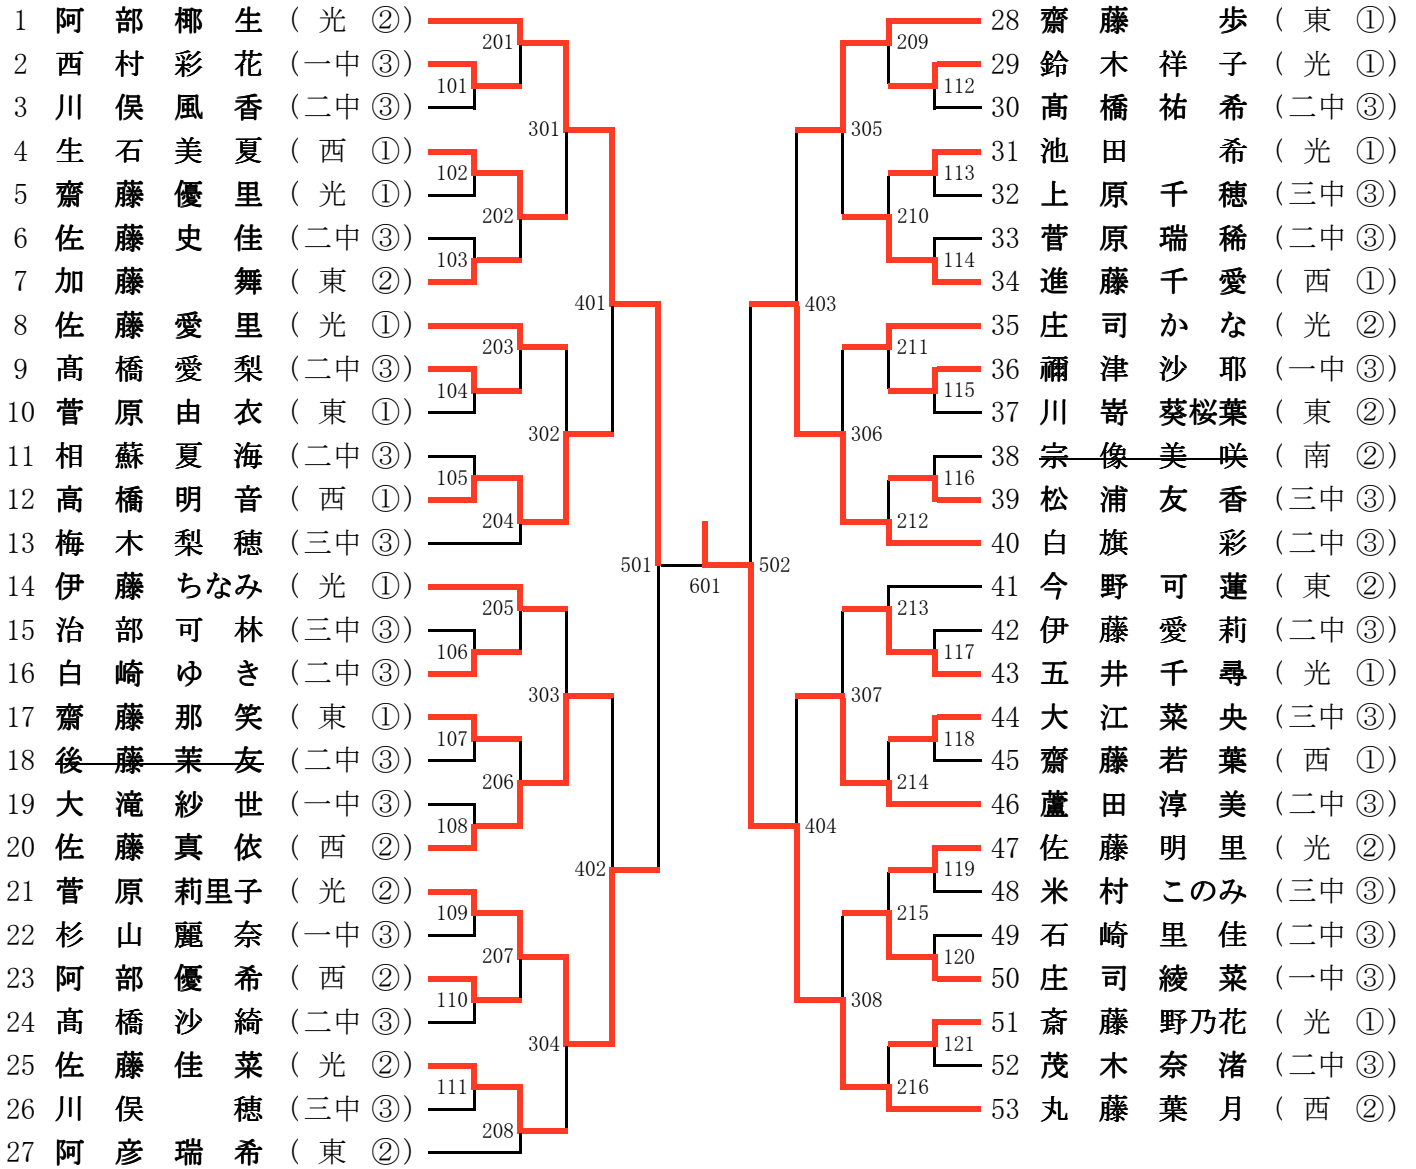 1 阿部椰生 (光 ②)
2 西村彩花 (一中 ③)
3 川俣風香 (二中 ③)
4 生石美夏 (西 ①)
5 齋藤優里 (光 ①)
6 佐藤史佳 (二中 ③)
7 加藤舞 (東 ②)
8 佐藤愛里 (光 ①)
9 髙橋愛梨 (二中 ③)
10 菅原由衣 (東 ①)
11 相蘇夏海 (二中 ③)
12 髙橋明音 (西 ①)
13 梅木梨穂 (三中 ③)
14 伊藤ちなみ (光 ①)
15 治部可林 (三中 ③)
16 白崎ゆき (二中 ③)
17 齋藤那笑 (東 ①)
18 後藤茉友 (二中 ③)
19 大滝紗世 (一中 ③)
20 佐藤真依 (西 ②)
21 菅原莉里子 (光 ②)
22 杉山麗奈 (一中 ③)
23 阿部優希 (西 ②)
24 髙橋沙綺 (二中 ③)
25 佐藤佳菜 (光 ②)
26 川俣穂 (三中 ③)
27 阿彦瑞希 (東 ②)
101
102
103
104
105
106
107
108
109
110
111
201
202
203
204
205
206
207
208
301
302
303
304
401
402
501
601
502
403
404
305
306
307
308
209
210
211
212
213
214
215
216
112
113
114
115
116
117
118
119
120
121
28 齋藤歩 (東 ①)
29 鈴木祥子 (光 ①)
30 髙橋祐希 (二中 ③)
31 池田希 (光 ①)
32 上原千穂 (三中 ③)
33 菅原瑞稀 (二中 ③)
34 進藤千愛 (西 ①)
35 庄司かな (光 ②)
36 禰津沙耶 (一中 ③)
37 川嵜葵桜葉 (東 ②)
38 宗像美咲 (南 ②)
39 松浦友香 (三中 ③)
40 白旗彩 (二中 ③)
41 今野可蓮 (東 ②)
42 伊藤愛莉 (二中 ③)
43 五井千尋 (光 ①)
44 大江菜央 (三中 ③)
45 齋藤若葉 (西 ①)
46 蘆田淳美 (二中 ③)
47 佐藤明里 (光 ②)
48 米村このみ (三中 ③)
49 石崎里佳 (二中 ③)
50 庄司綾菜 (一中 ③)
51 斎藤野乃花 (光 ①)
52 茂木奈渚 (二中 ③)
53 丸藤葉月 (西 ②)